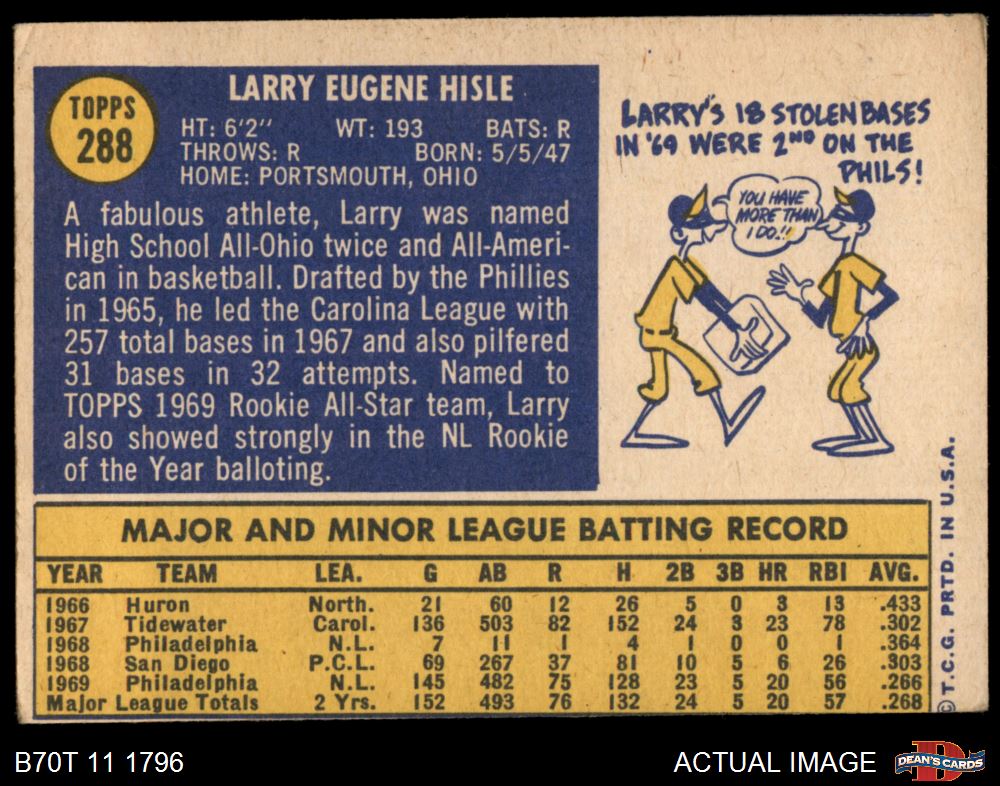 TOPPS
288
LARRY EUGENE HISLE
HT: 6'2" WT: 193 BATS: R
THROWS: R BORN: 5/5/47
HOME: PORTSMOUTH, OHIO
A fabulous athlete, Larry was named
High School All-Ohio twice and All-Ameri-
can in basketball. Drafted by the Phillies
in 1965, he led the Carolina League with
257 total bases in 1967 and also pilfered
31 bases in 32 attempts. Named to
TOPPS 1969 Rookie All-Star team, Larry
also showed strongly in the NL Rookie
of the Year balloting.
LARRY'S 18 STOLEN BASES
IN '69 WERE 2ND ON THE
PHILS!
YOU HAVE
MORE THAN
I DO.!!
MAJOR AND MINOR LEAGUE BATTING RECORD
YEAR TEAM LEA. G AB R H 2B 3B HR RBI AVG.
1966 Huron North. 21 60 12 26 5 0 3 13 .433
1967 Tidewater Carol. 136 503 82 152 24 3 23 78 .302
1968 Philadelphia N.L. 7 11 1 4 1 0 0 1 .364
1968 San Diego P.C.L. 69 267 37 81 10 5 6 26 .303
1969 Philadelphia N.L. 145 482 75 128 23 5 20 56 .266
Major League Totals 2 Yrs. 152 493 76 132 24 5 20 57 .268
© T.C.G. PRTD. IN U.S.A.
B70T 11 1796
ACTUAL IMAGE
D
DEAN'S CARDS